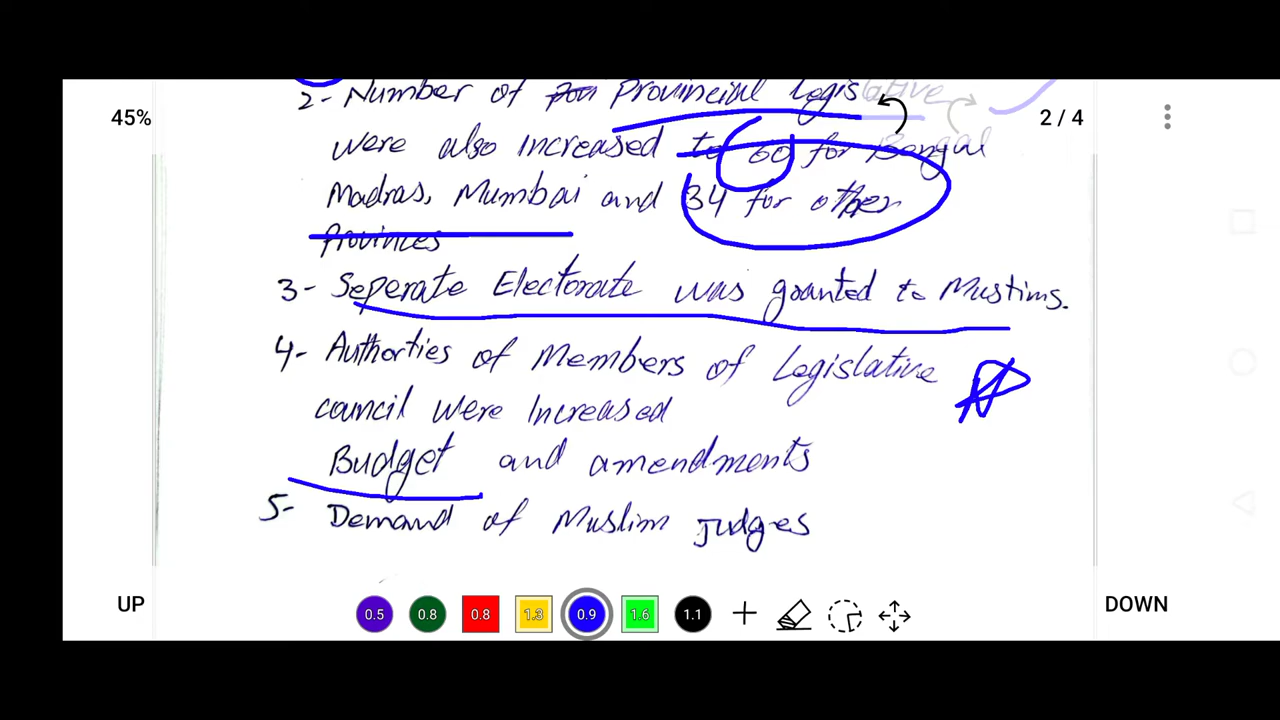 45%
2/4
2- Number of Provincial Legislative
were also increased to 60 for Bengal
Madras, Mumbai and 34 for other
Provinces
3- Seperate Electorate was granted to Muslims.
4- Authorties of Members of Legislative
council were Increased
Budget and amendments
5- Demand of Muslim judges
UP
0.5 0.8 0.8 1.3 0.9 1.6 1.1
DOWN